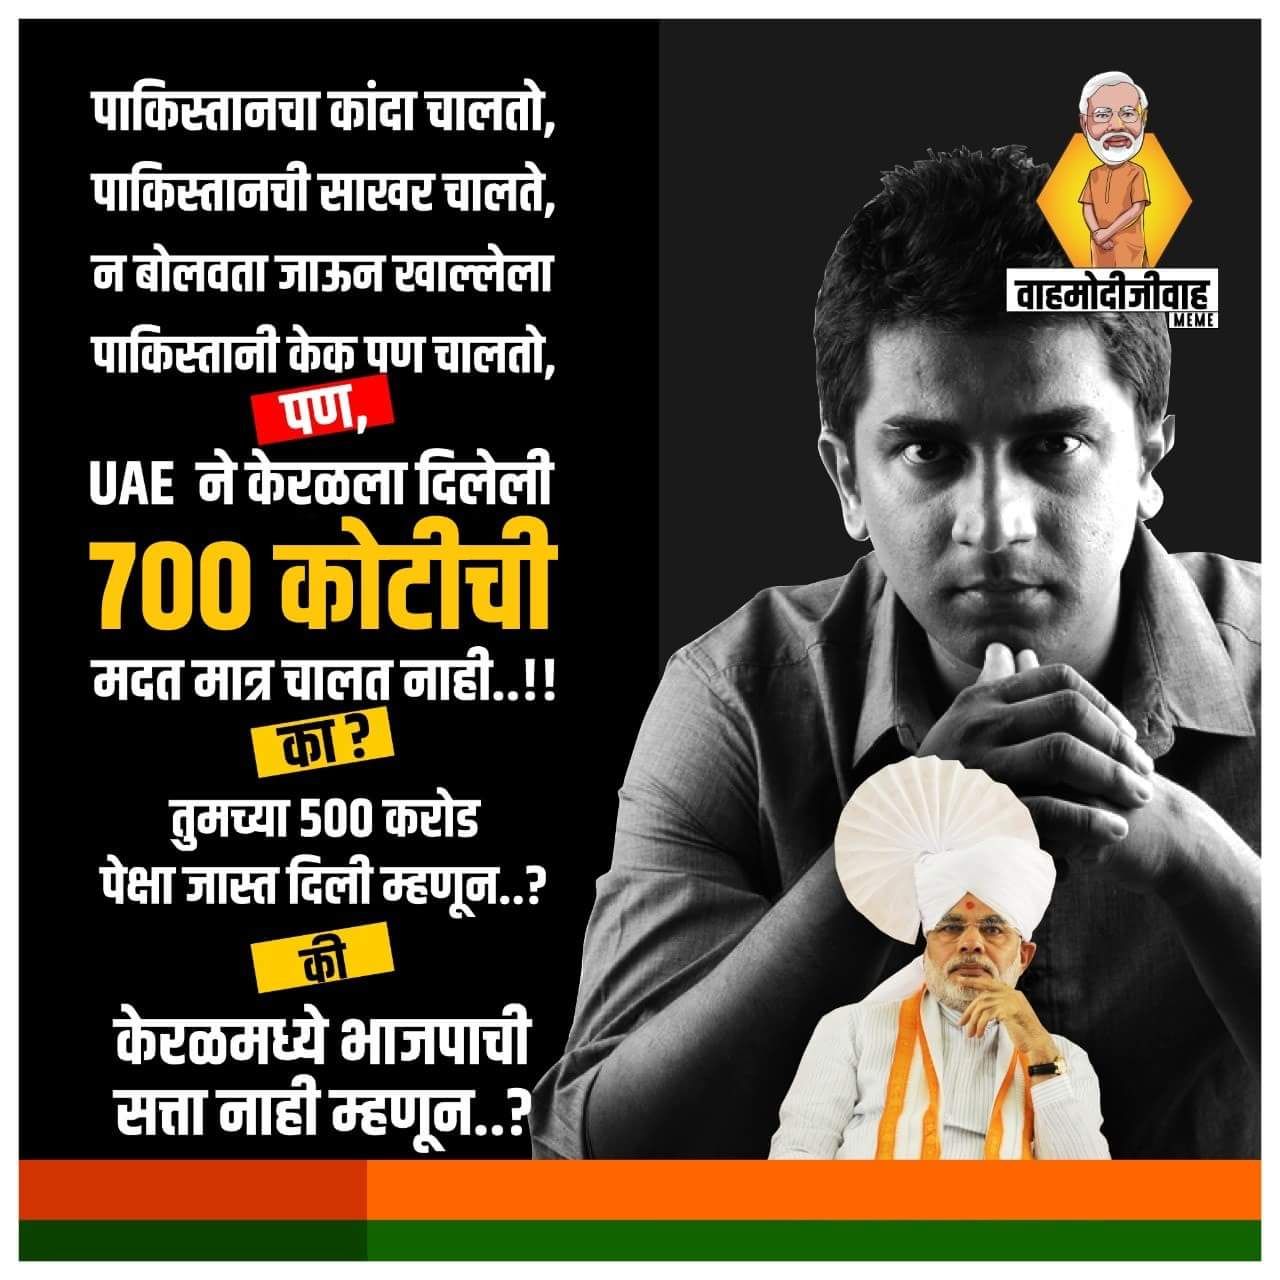 पाकिस्तानचा कांदा चालतो,
पाकिस्तानची साखर चालते,
न बोलवता जाऊन खाल्लेला
पाकिस्तानी केक पण चालतो,
पण,
UAE ने केरळला दिलेली
700 कोटीची
मदत मात्र चालत नाही..!!
का ?
तुमच्या 500 करोड
पेक्षा जास्त दिली म्हणून..?
की
केरळमध्ये भाजपाची
सत्ता नाही म्हणून..?
वाहमोदीजीवाह
MEME